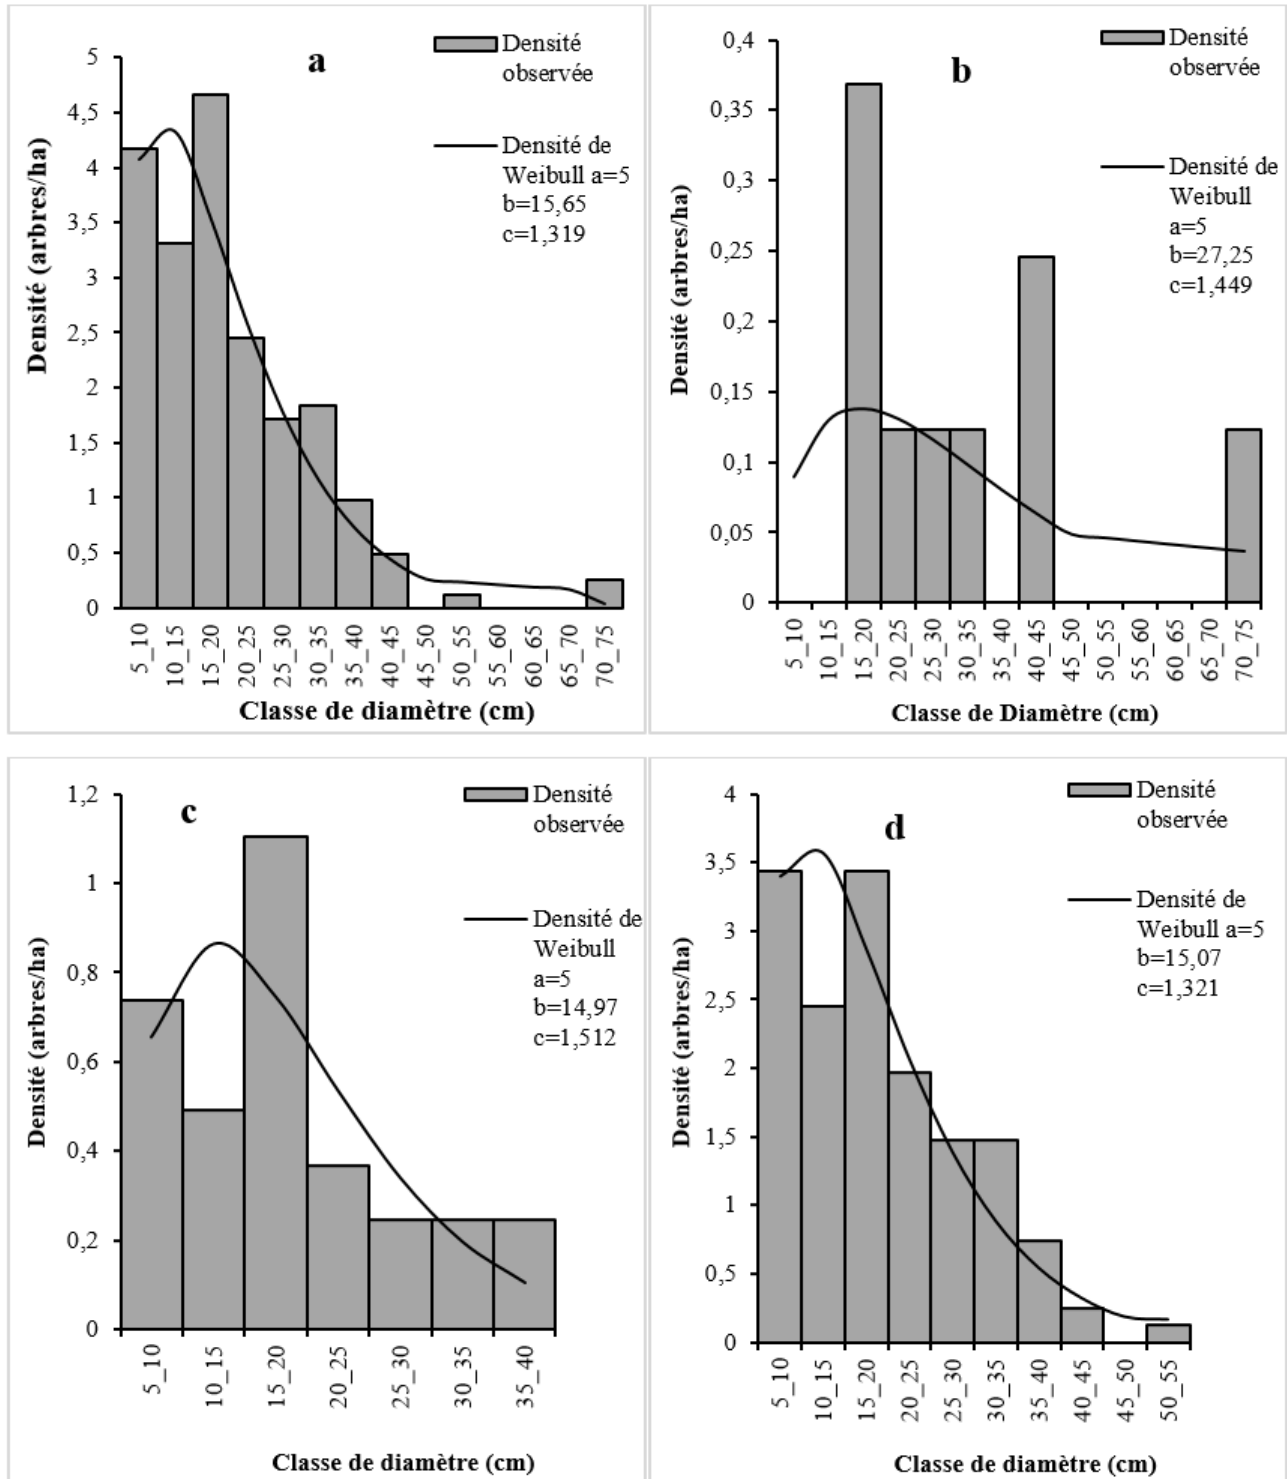 a
Densité
observée
Densité de
Weibull a=5
b=15,65
c=1,319
Densité (arbres/ha)
5
4,5
4
3,5
3
2,5
2
1,5
1
0,5
0
5_10
10_15
15_20
20_25
25_30
30_35
35_40
40_45
45_50
50_55
55_60
60_65
65_70
70_75
Classe de diamètre (cm)
b
Densité
observée
Densité de
Weibull
a=5
b=27,25
c=1,449
Densité (arbres/ha)
0,4
0,35
0,3
0,25
0,2
0,15
0,1
0,05
0
5_10
10_15
15_20
20_25
25_30
30_35
35_40
40_45
45_50
50_55
55_60
60_65
65_70
70_75
Classe de Diamètre (cm)
c
Densité
observée
Densité de
Weibull
a=5
b=14,97
c=1,512
Densité (arbres/ha)
1,2
1
0,8
0,6
0,4
0,2
0
5_10
10_15
15_20
20_25
25_30
30_35
35_40
Classe de diamètre (cm)
d
Densité
observée
Densité de
Weibull a=5
b=15,07
c=1,321
Densité (arbres/ha)
4
3,5
3
2,5
2
1,5
1
0,5
0
5_10
10_15
15_20
20_25
25_30
30_35
35_40
40_45
45_50
50_55
Classe de diamètre (cm)